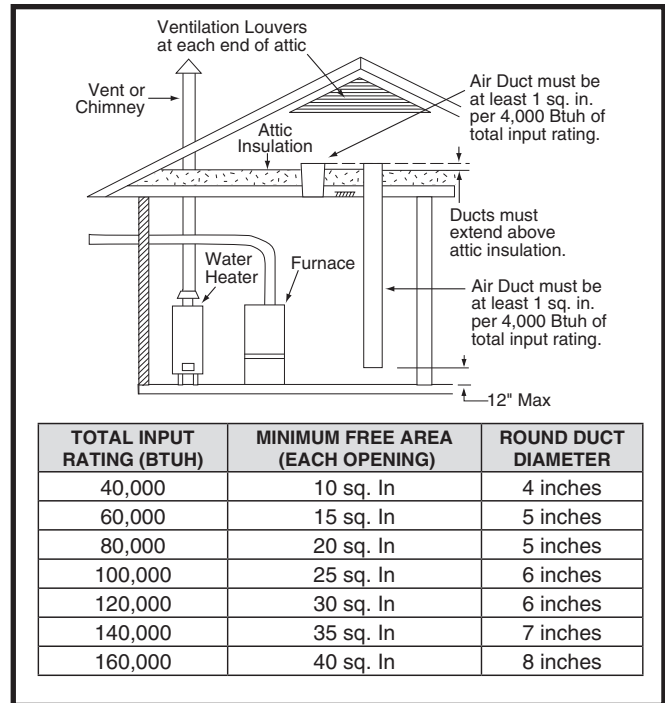 Ventilation Louvers
at each end of attic
Vent or
Chimney
Attic
Insulation
Air Duct must be
at least 1 sq. in.
per 4,000 Btuh of
total input rating.
Ducts must
extend above
attic insulation.
Water
Heater
Furnace
Air Duct must be
at least 1 sq. in.
per 4,000 Btuh of
total input rating.
12" Max
TOTAL INPUT
RATING (BTUH)
MINIMUM FREE AREA
(EACH OPENING)
ROUND DUCT
DIAMETER
40,000 10 sq. In 4 inches
60,000 15 sq. In 5 inches
80,000 20 sq. In 5 inches
100,000 25 sq. In 6 inches
120,000 30 sq. In 6 inches
140,000 35 sq. In 7 inches
160,000 40 sq. In 8 inches